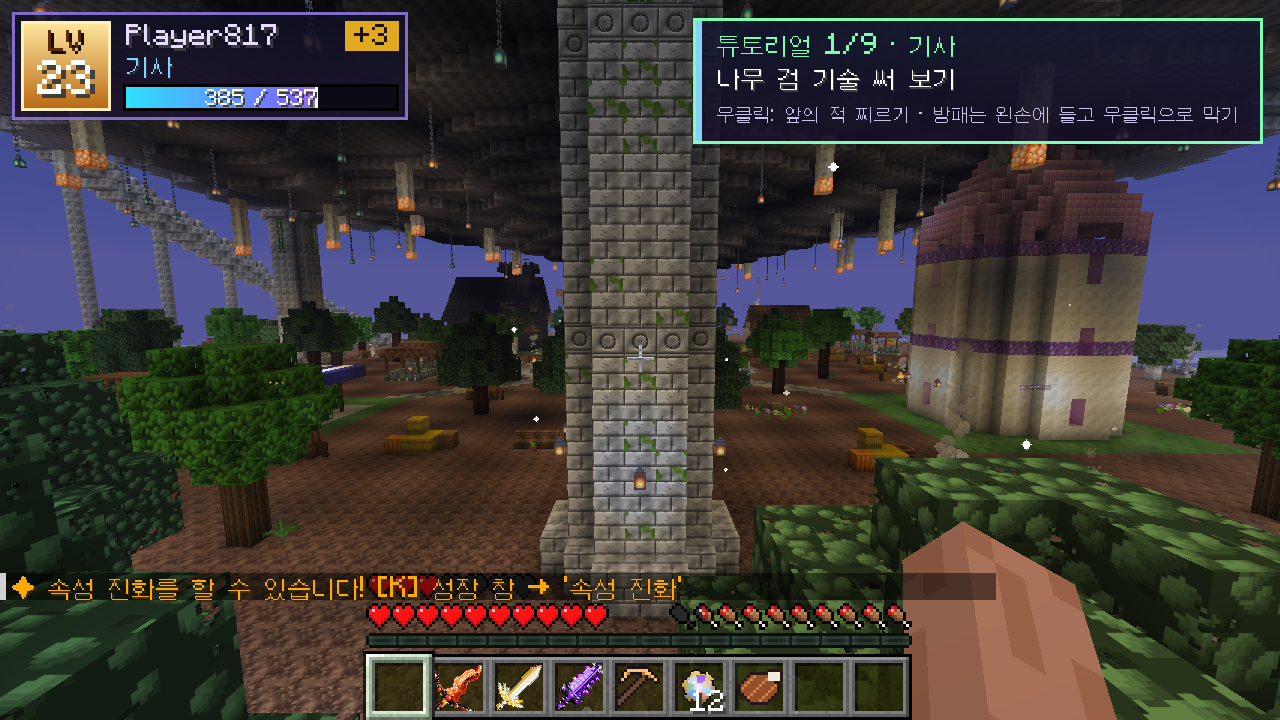 LV
23
Player817
+3
기사
385 / 537
튜토리얼 1/9 · 기사
나무 검 기술 써 보기
우클릭: 앞의 적 찌르기 · 방패는 왼손에 들고 우클릭으로 막기
✦ 속성 진화를 할 수 있습니다! [K] 성장 창 → '속성 진화'
12